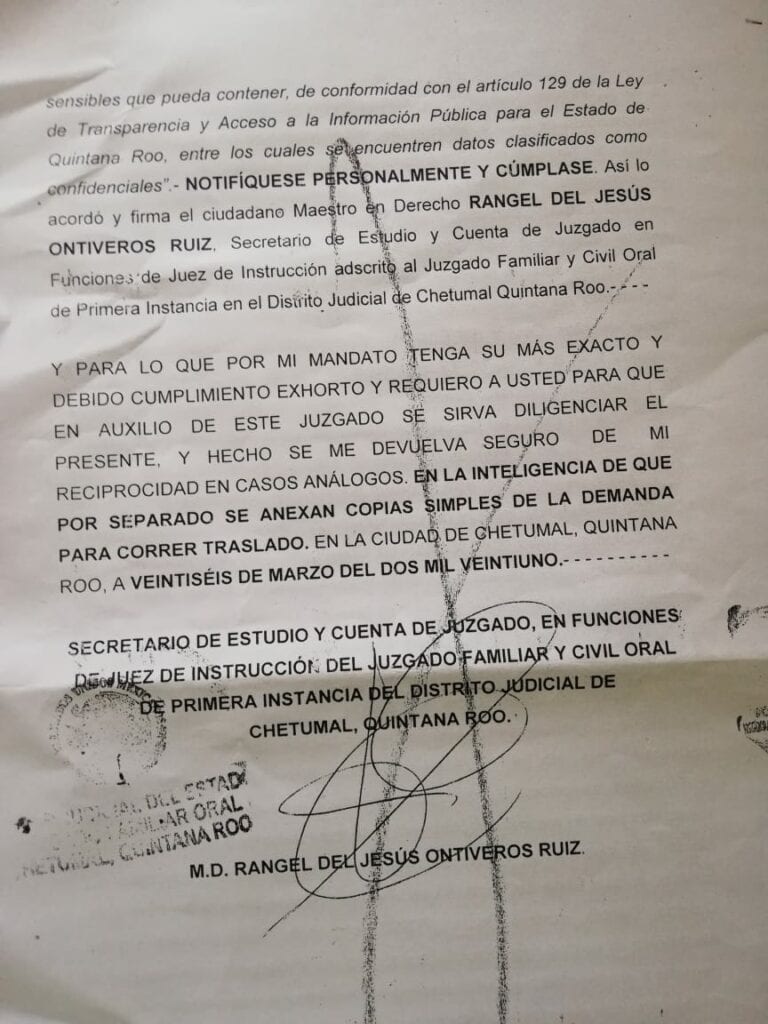 sensibles que pueda contener, de conformidad con el artículo 129 de la Ley
de Transparencia y Acceso a la Información Pública para el Estado de
Quintana Roo, entre los cuales se encuentren datos clasificados como
confidenciales".- NOTIFÍQUESE PERSONALMENTE Y CÚMPLASE. Así lo
acordó y firma el ciudadano Maestro en Derecho RANGEL DEL JESÚS
ONTIVEROS RUIZ, Secretario de Estudio y Cuenta de Juzgado en
Funciones de Juez de Instrucción adscrito al Juzgado Familiar y Civil Oral
de Primera Instancia en el Distrito Judicial de Chetumal Quintana Roo.- - - -
Y PARA LO QUE POR MI MANDATO TENGA SU MÁS EXACTO Y
DEBIDO CUMPLIMIENTO EXHORTO Y REQUIERO A USTED PARA QUE
EN AUXILIO DE ESTE JUZGADO SE SIRVA DILIGENCIAR EL
PRESENTE, Y HECHO SE ME DEVUELVA SEGURO DE MI
RECIPROCIDAD EN CASOS ANÁLOGOS. EN LA INTELIGENCIA DE QUE
POR SEPARADO SE ANEXAN COPIAS SIMPLES DE LA DEMANDA
PARA CORRER TRASLADO. EN LA CIUDAD DE CHETUMAL, QUINTANA
ROO, A VEINTISÉIS DE MARZO DEL DOS MIL VEINTIUNO.- - - - - - - - - -
SECRETARIO DE ESTUDIO Y CUENTA DE JUZGADO, EN FUNCIONES
DE JUEZ DE INSTRUCCIÓN DEL JUZGADO FAMILIAR Y CIVIL ORAL
DE PRIMERA INSTANCIA DEL DISTRITO JUDICIAL DE
CHETUMAL, QUINTANA ROO.
DEL ESTAD
ORAL
QUINTANA ROO
M.D. RANGEL DEL JESÚS ONTIVEROS RUIZ.